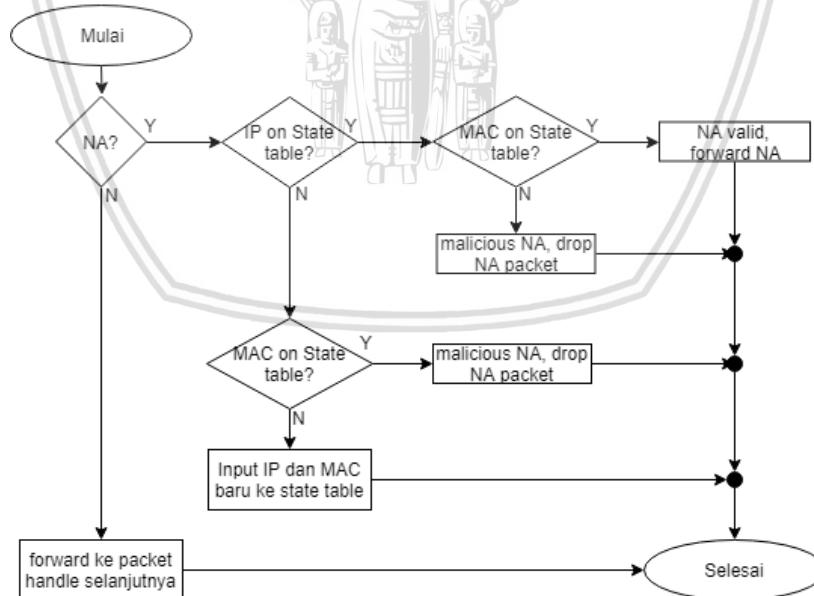 Mulai
NA?
Y
N
IP on State
table?
Y
N
MAC on State
table?
Y
N
NA valid,
forward NA
malicious NA, drop
NA packet
MAC on State
table?
Y
N
malicious NA, drop
NA packet
Input IP dan MAC
baru ke state table
forward ke packet
handle selanjutnya
Selesai